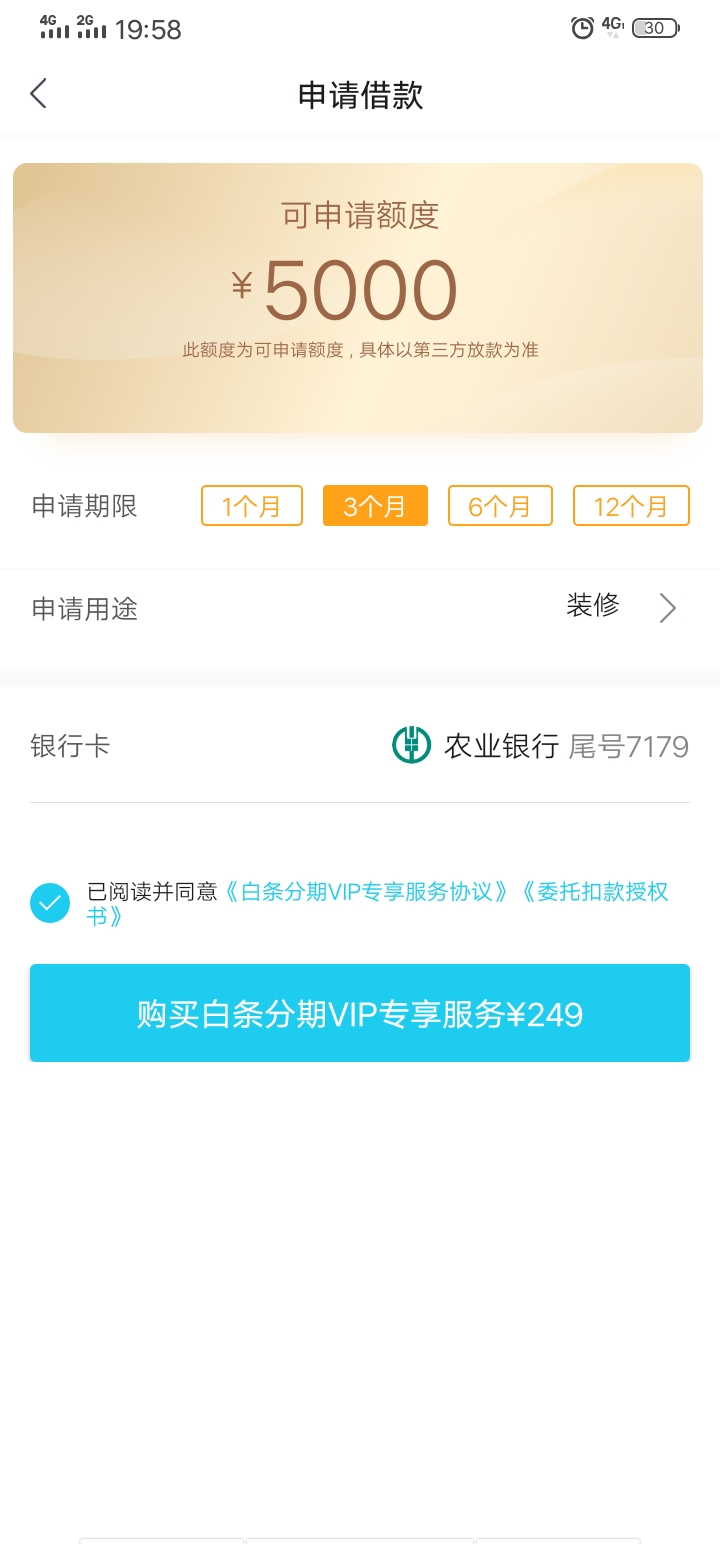 4G 2G 19:58 4G 30
申请借款
可申请额度
¥5000
此额度为可申请额度，具体以第三方放款为准
申请期限 1个月 3个月 6个月 12个月
申请用途 装修
银行卡 农业银行 尾号7179
已阅读并同意《白条分期VIP专享服务协议》《委托扣款授权
书》
购买白条分期VIP专享服务¥249